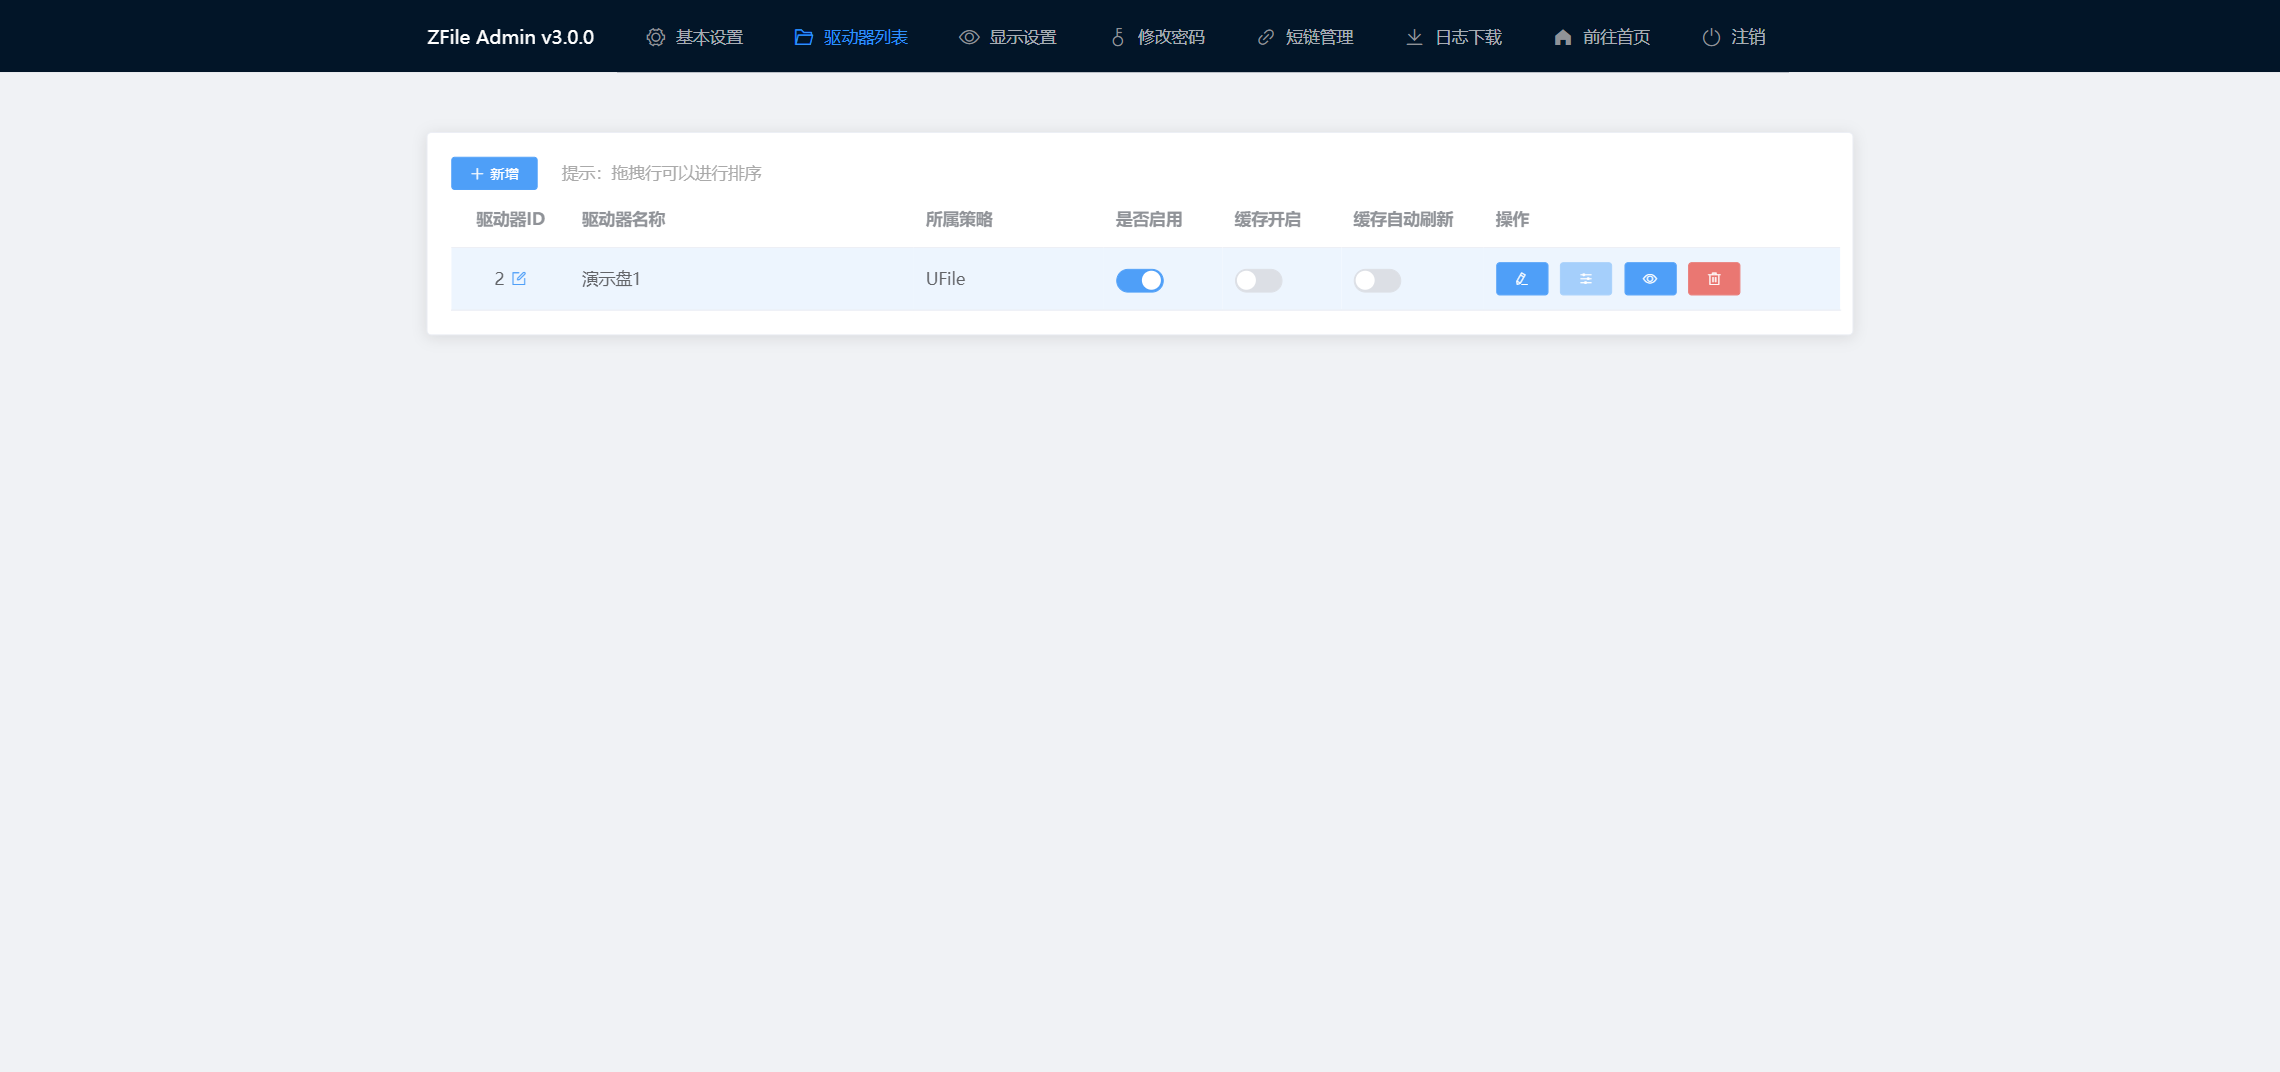 ZFile Admin v3.0.0 基本设置 驱动器列表 显示设置 修改密码 短链管理 日志下载 前往首页 注销
新增 提示：拖拽行可以进行排序
驱动器ID 驱动器名称 所属策略 是否启用 缓存开启 缓存自动刷新 操作
2 演示盘1 UFile